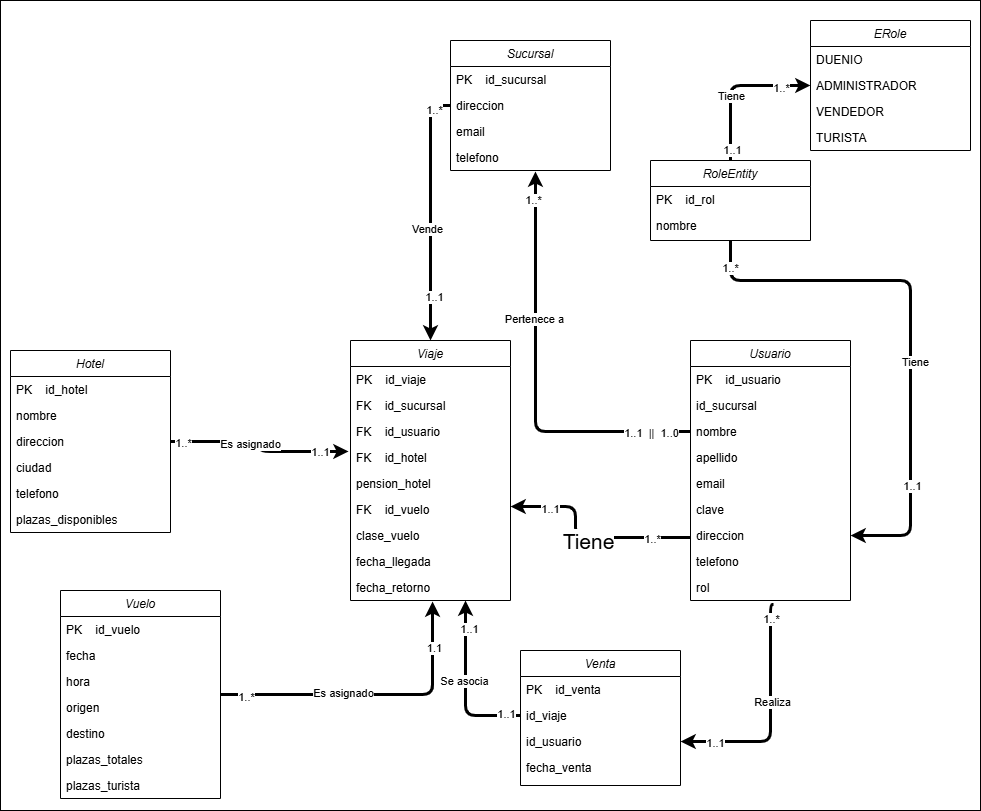 ERole
DUENIO
ADMINISTRADOR
VENDEDOR
TURISTA
Sucursal
PK id_sucursal
direccion
email
telefono
Tiene
1..*
1..1
RoleEntity
PK id_rol
nombre
1..*
Vende
1..1
1..*
Pertenece a
1..1 || 1..0
1..*
Tiene
1..1
Hotel
PK id_hotel
nombre
direccion
ciudad
telefono
plazas_disponibles
1..*
Es asignado
1..1
Viaje
PK id_viaje
FK id_sucursal
FK id_usuario
FK id_hotel
pension_hotel
FK id_vuelo
clase_vuelo
fecha_llegada
fecha_retorno
Usuario
PK id_usuario
id_sucursal
nombre
apellido
email
clave
direccion
telefono
rol
1..1
Tiene
1..*
Vuelo
PK id_vuelo
fecha
hora
origen
destino
plazas_totales
plazas_turista
1..*
Es asignado
1.1
1..1
Se asocia
1..1
Venta
PK id_venta
id_viaje
id_usuario
fecha_venta
1..*
Realiza
1..1